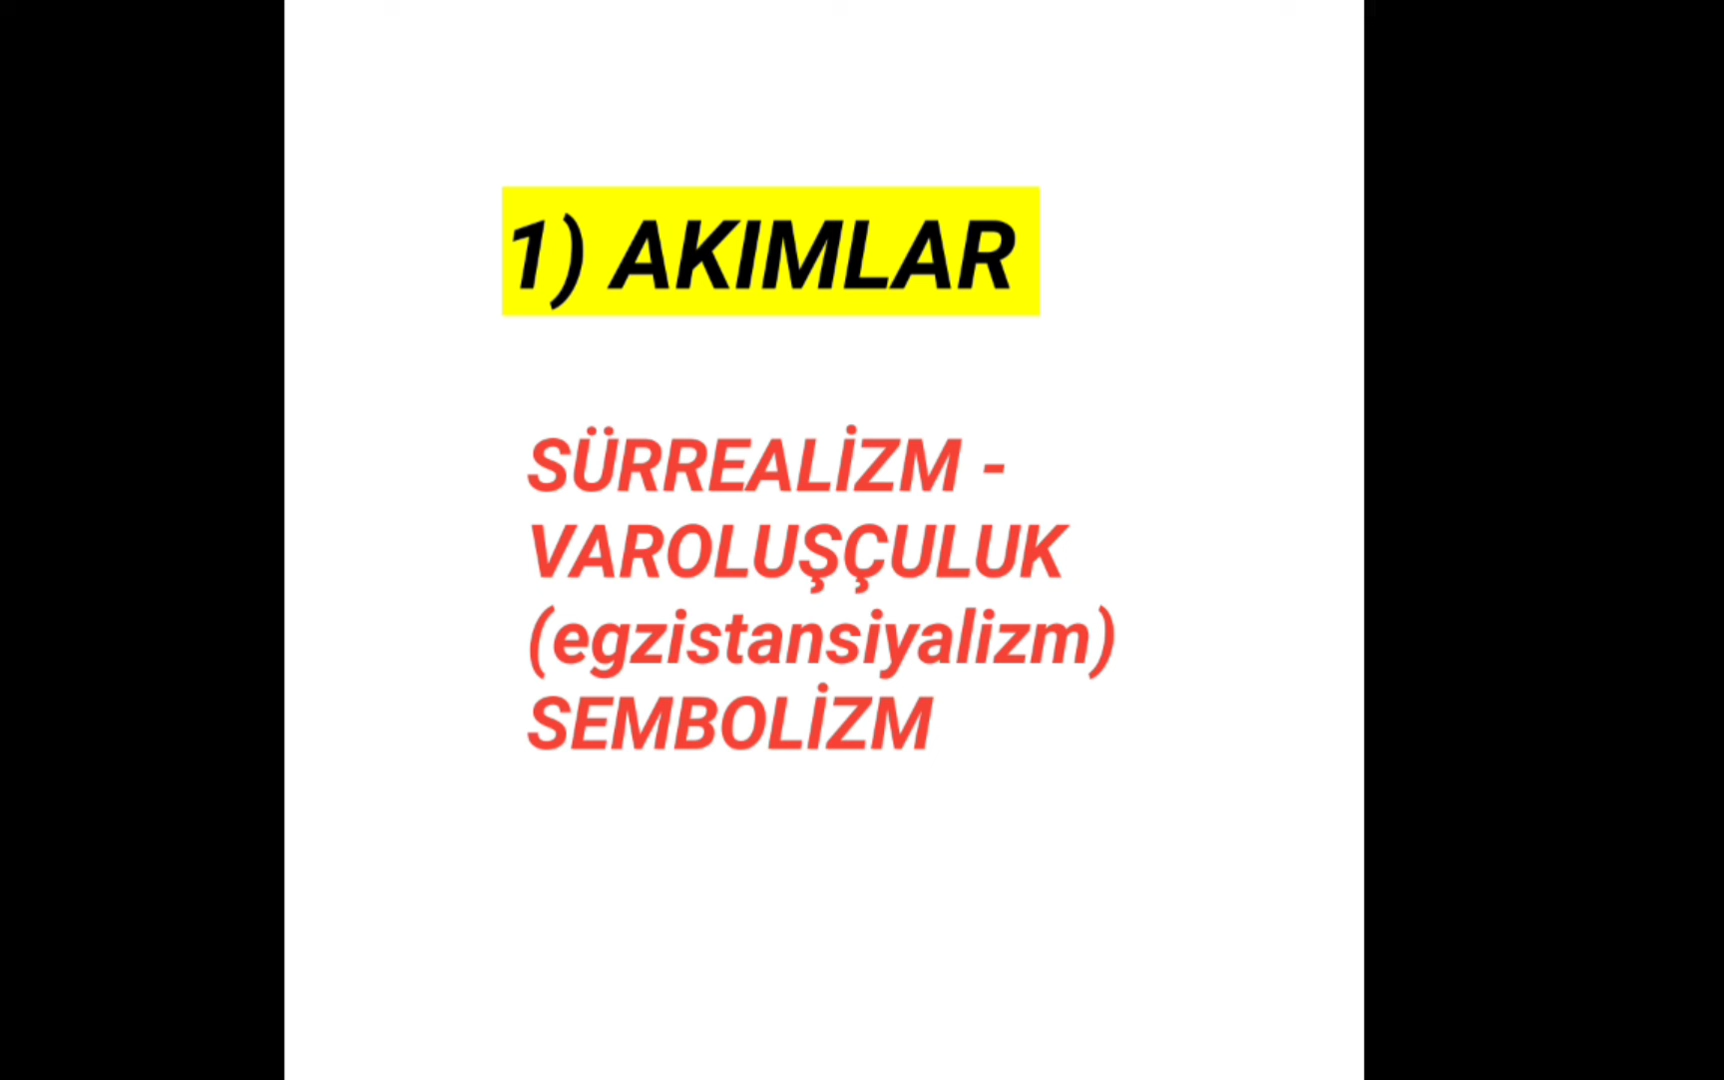 1) AKIMLAR
SÜRREALİZM -
VAROLUŞÇULUK
(egzistansiyalizm)
SEMBOLİZM